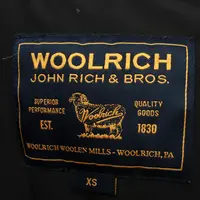 WOOLRICH
JOHN RICH & BROS.
SUPERIOR PERFORMANCE
QUALITY GOODS
Woolrich
EST.
1830
WOOLRICH WOOLEN MILLS - WOOLRICH, PA
XS